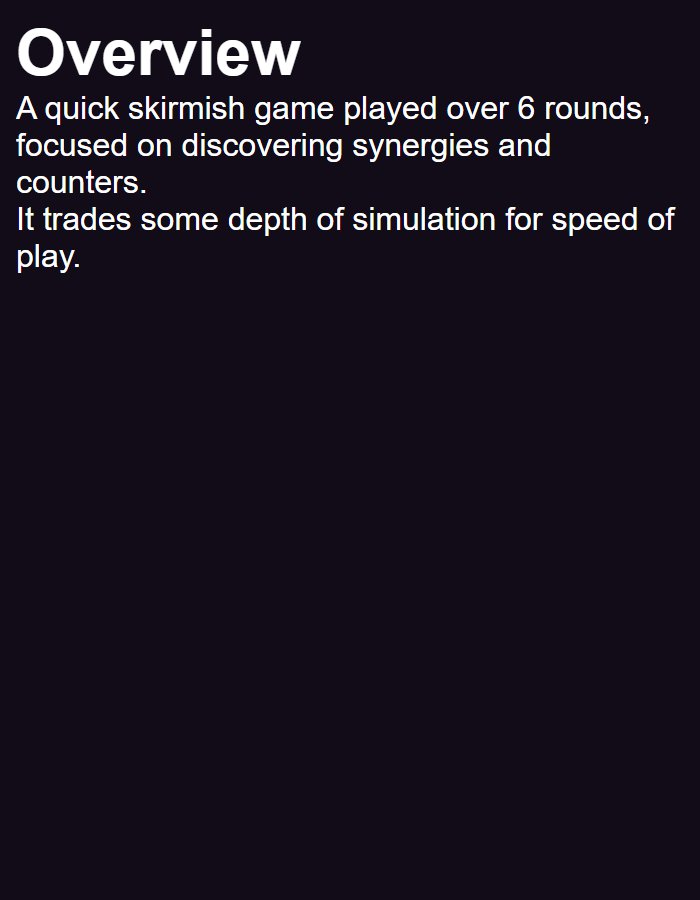 Overview
A quick skirmish game played over 6 rounds,
focused on discovering synergies and
counters.
It trades some depth of simulation for speed of
play.